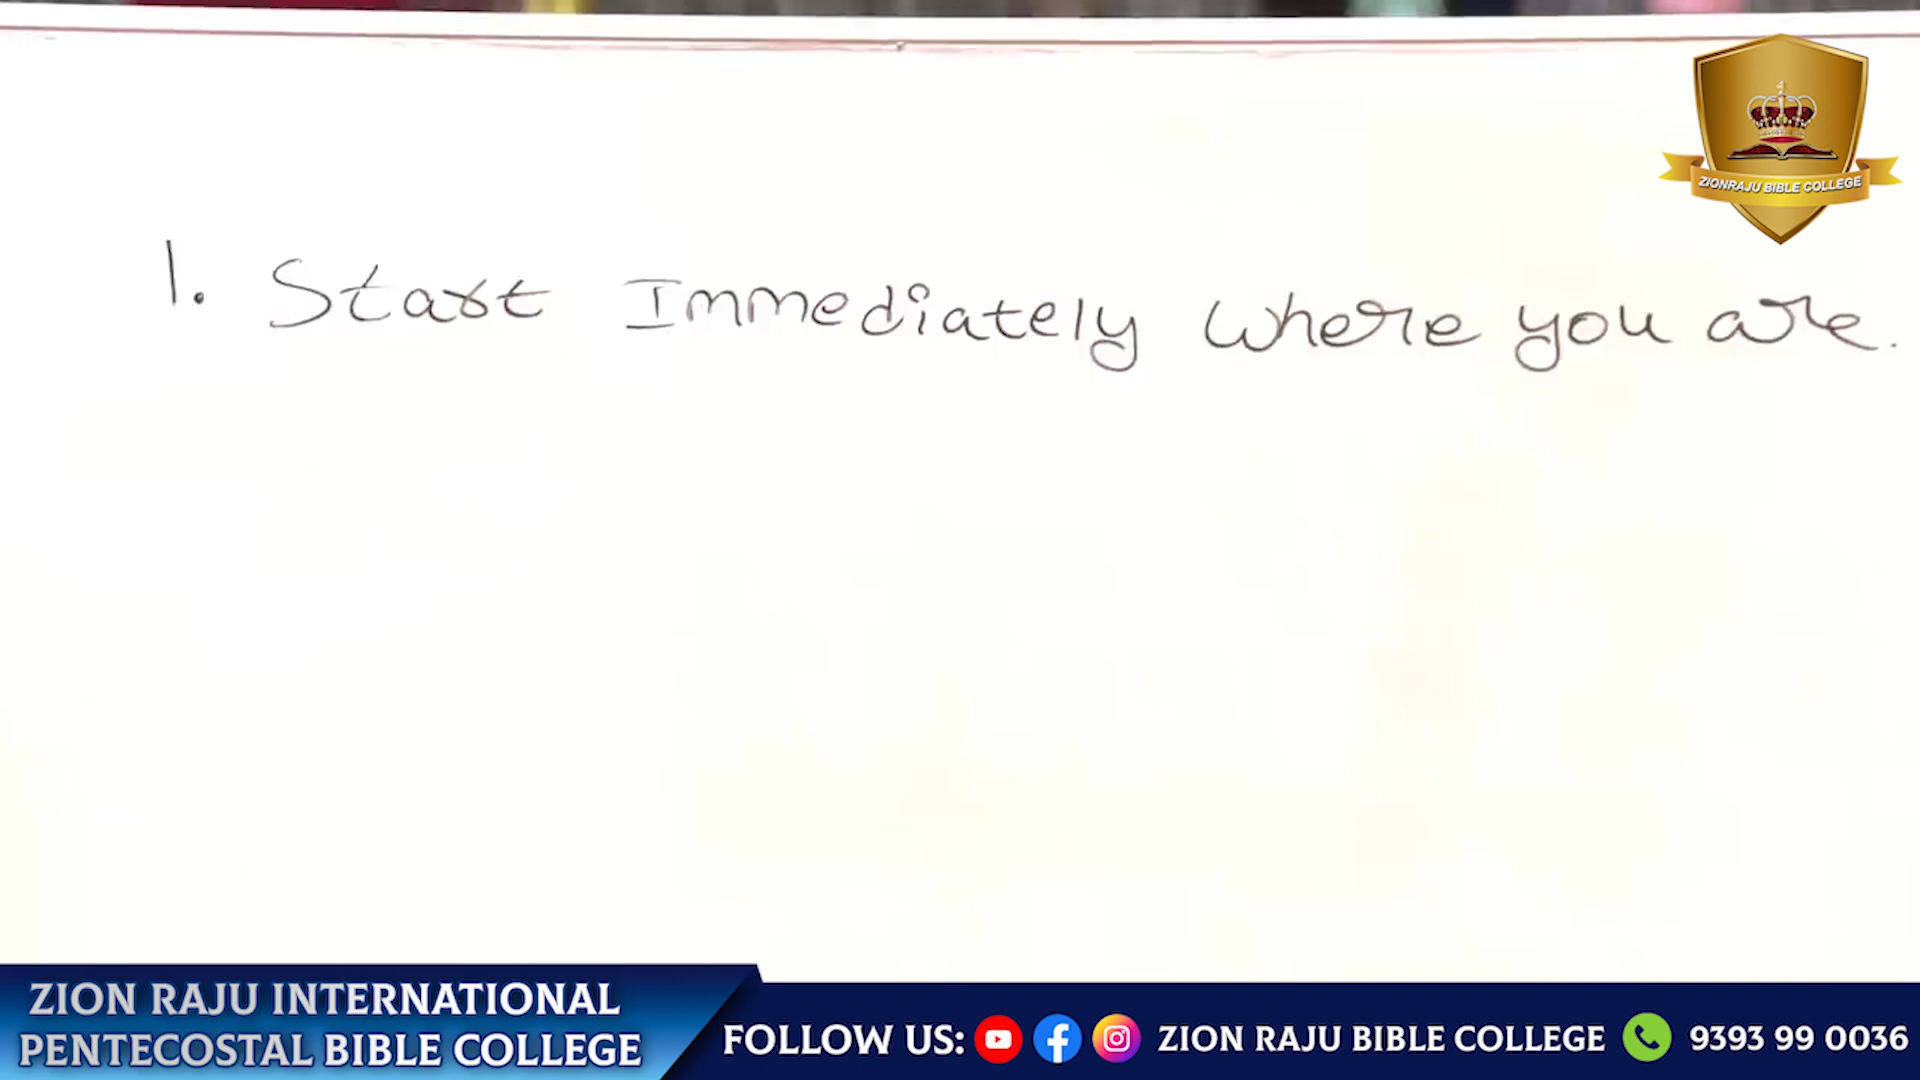 ZIONRAJU BIBLE COLLEGE
1. Start Immediately where you are.
ZION RAJU INTERNATIONAL
PENTECOSTAL BIBLE COLLEGE
FOLLOW US: ZION RAJU BIBLE COLLEGE 9393 99 0036